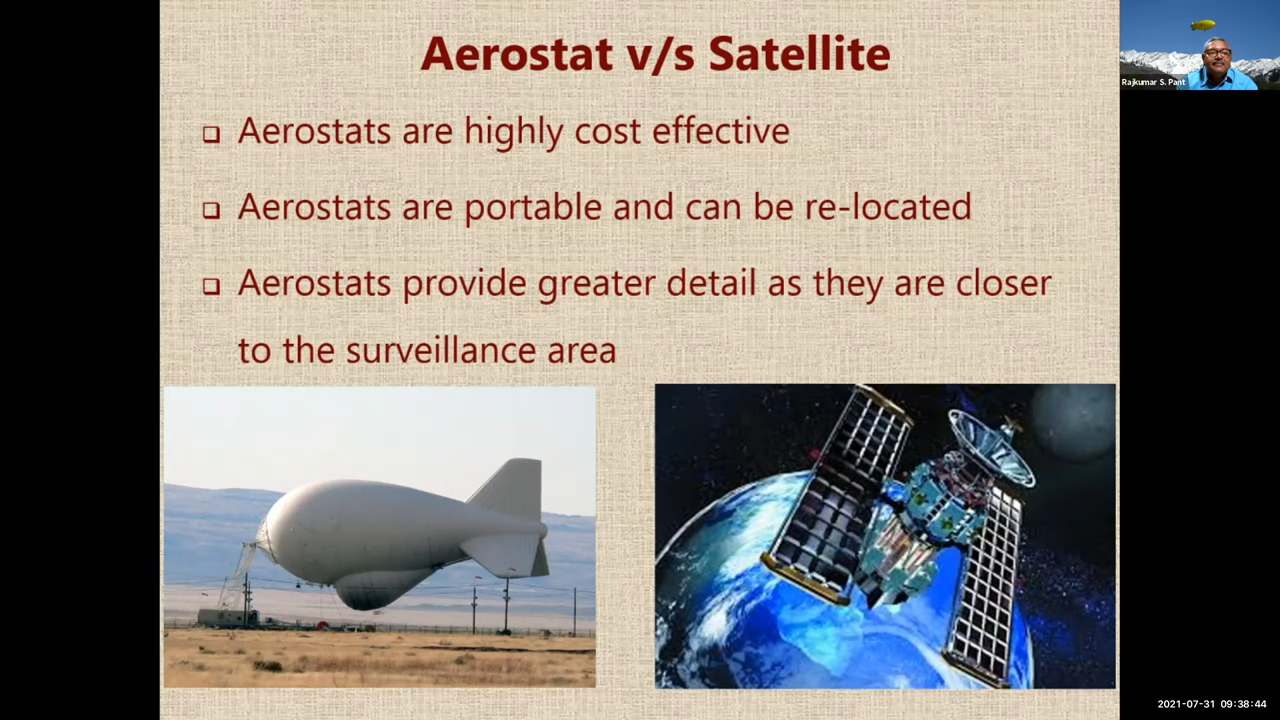 Aerostat v/s Satellite
Aerostats are highly cost effective
Aerostats are portable and can be re-located
Aerostats provide greater detail as they are closer
to the surveillance area
Rajkumar S. Pant
2021-07-31 09:38:44